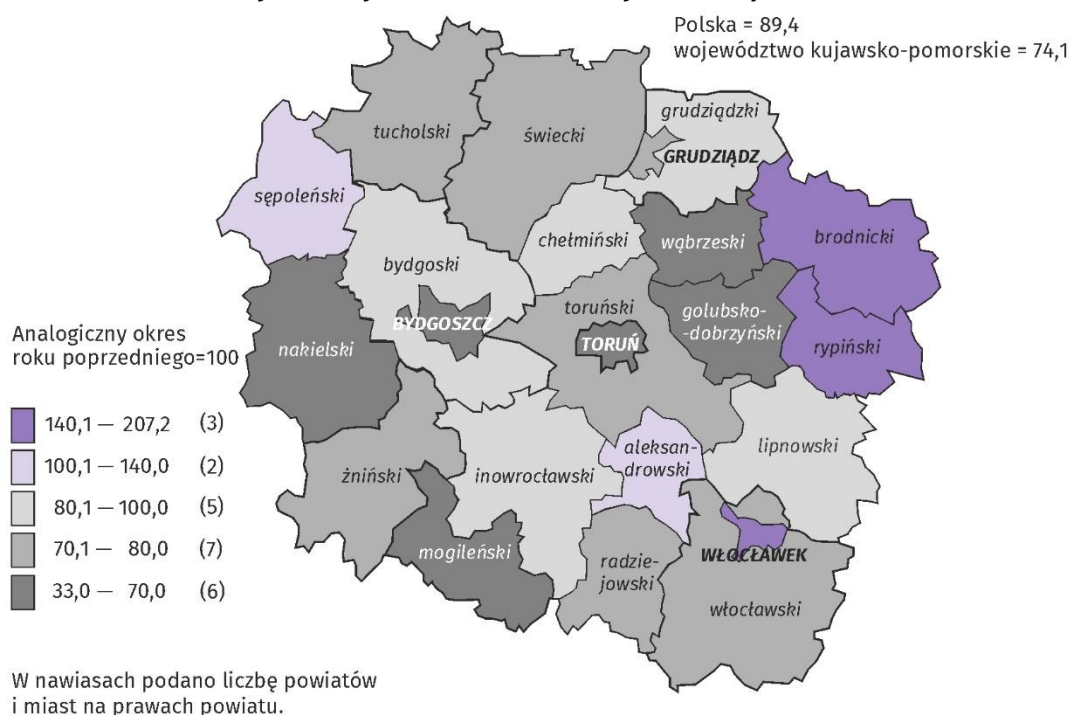 Polska = 89,4
województwo kujawsko-pomorskie = 74,1
grudziądzki
tucholski
świecki
GRUDZIĄDZ
sępoleński
chełmiński
wąbrzeski
brodnicki
bydgoski
toruński
golubsko-
-dobrzyński
BYDGOSZCZ
TORUŃ
nakielski
rypiński
Analogiczny okres
roku poprzedniego=100
140,1 — 207,2 (3)
100,1 — 140,0 (2)
80,1 — 100,0 (5)
70,1 — 80,0 (7)
33,0 — 70,0 (6)
lipnowski
aleksan-
drowski
żniński
inowrocławski
mogileński
radzie-
jowski
WŁOCŁAWEK
włocławski
W nawiasach podano liczbę powiatów
i miast na prawach powiatu.